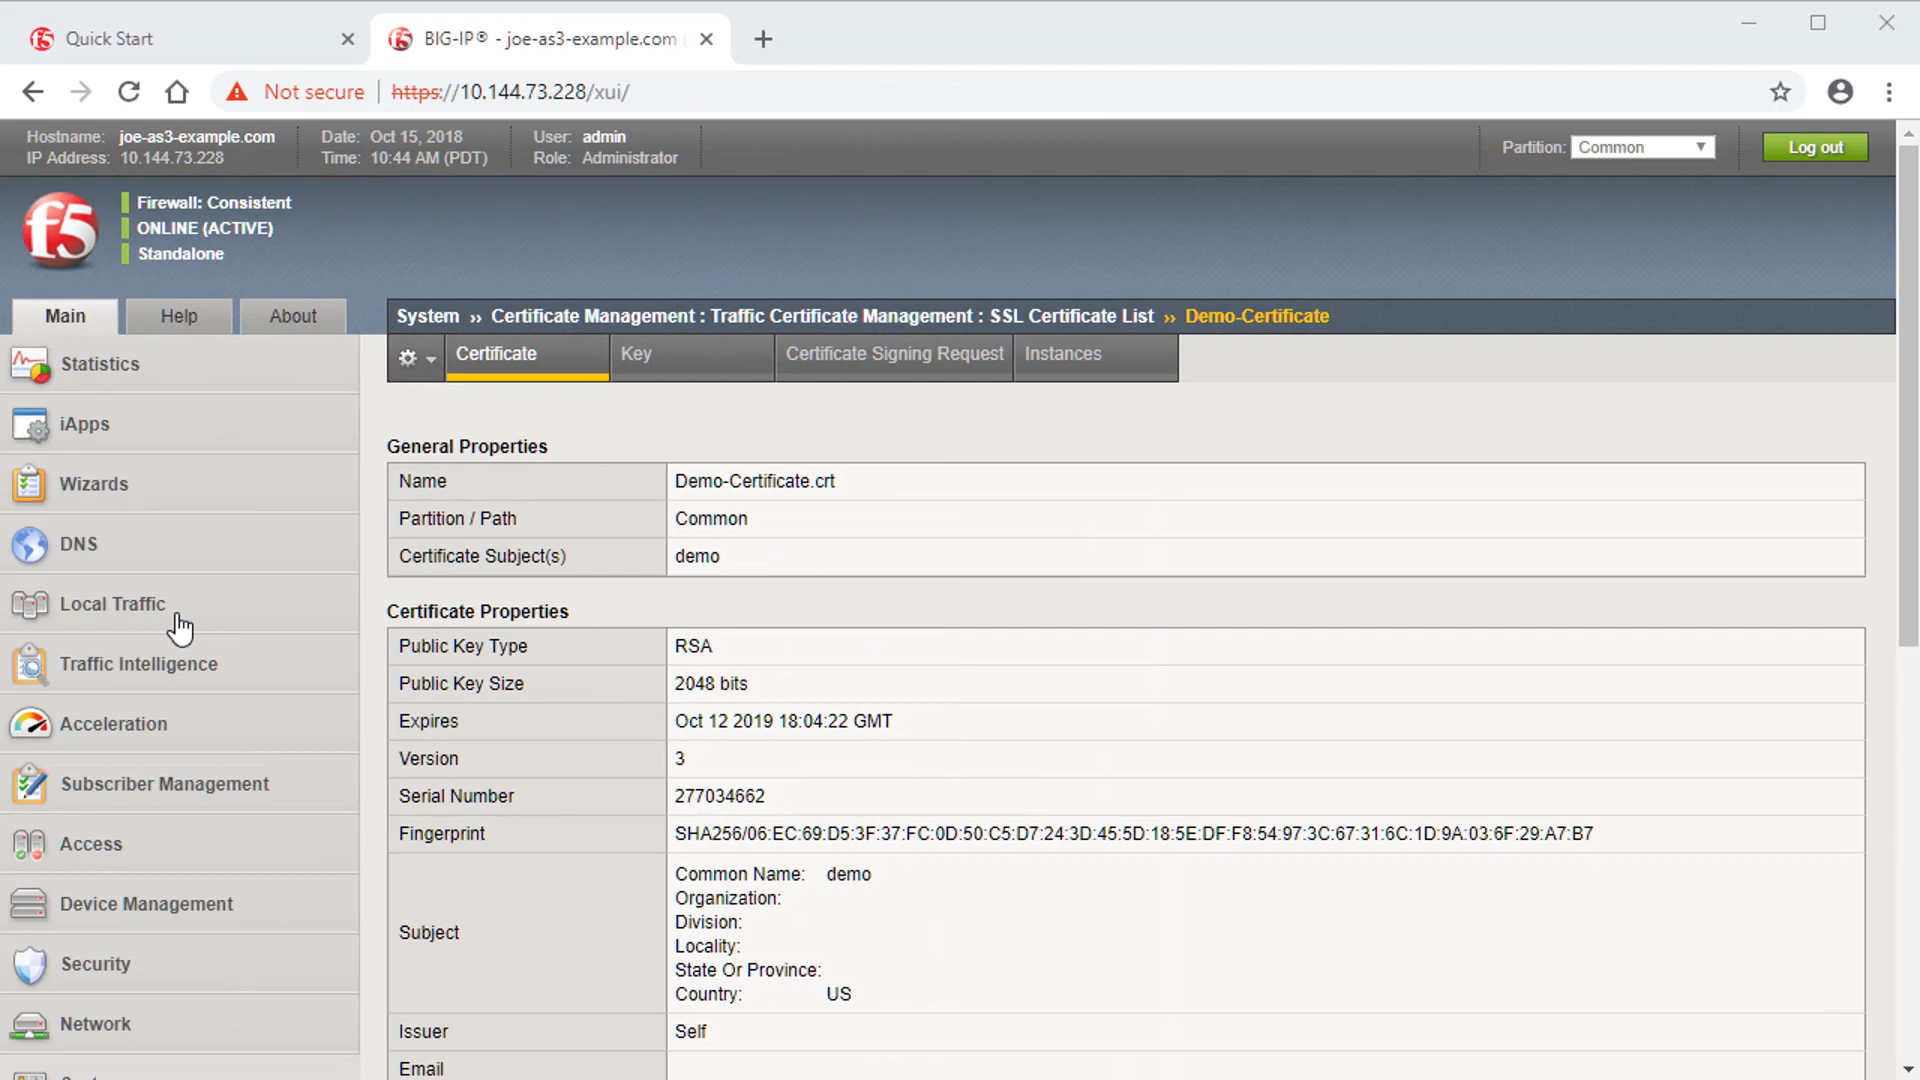 Quick Start
BIG-IP® - joe-as3-example.com
Not secure
https://10.144.73.228/xui/
Hostname: joe-as3-example.com
IP Address: 10.144.73.228
Date: Oct 15, 2018
Time: 10:44 AM (PDT)
User: admin
Role: Administrator
Partition: Common
Log out
f5
Firewall: Consistent
ONLINE (ACTIVE)
Standalone
Main
Help
About
System ›› Certificate Management : Traffic Certificate Management : SSL Certificate List ›› Demo-Certificate
Certificate
Key
Certificate Signing Request
Instances
Statistics
iApps
Wizards
DNS
Local Traffic
Traffic Intelligence
Acceleration
Subscriber Management
Access
Device Management
Security
Network
General Properties
Name Demo-Certificate.crt
Partition / Path Common
Certificate Subject(s) demo
Certificate Properties
Public Key Type RSA
Public Key Size 2048 bits
Expires Oct 12 2019 18:04:22 GMT
Version 3
Serial Number 277034662
Fingerprint SHA256/06:EC:69:D5:3F:37:FC:0D:50:C5:D7:24:3D:45:5D:18:5E:DF:F8:54:97:3C:67:31:6C:1D:9A:03:6F:29:A7:B7
Subject
Common Name: demo
Organization:
Division:
Locality:
State Or Province:
Country: US
Issuer Self
Email